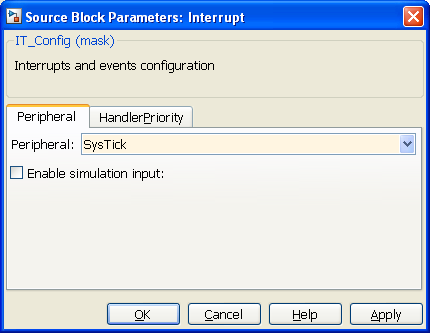 Source Block Parameters: Interrupt
IT_Config (mask)
Interrupts and events configuration
Peripheral
HandlerPriority
Peripheral: SysTick
Enable simulation input:
OK Cancel Help Apply